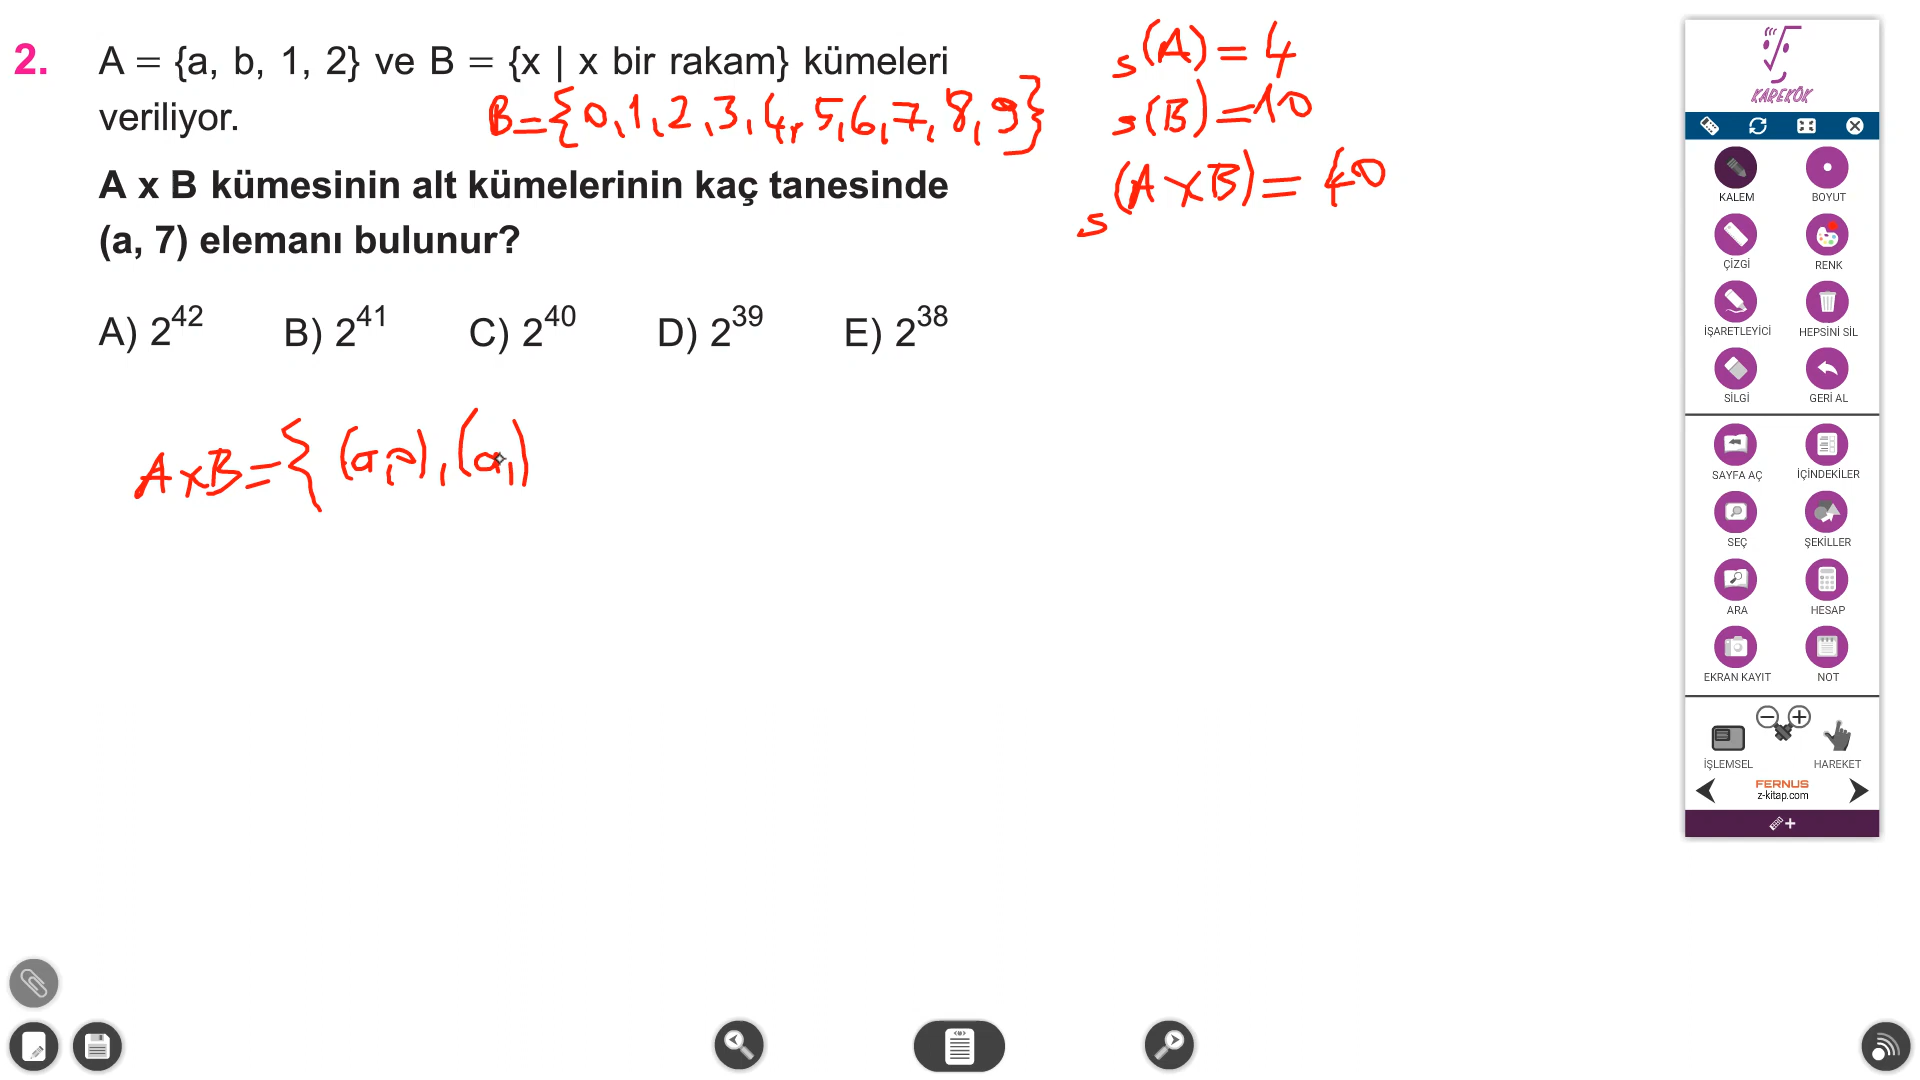 2. A = {a, b, 1, 2} ve B = {x | x bir rakam} kümeleri
veriliyor.
B={0,1,2,3,4,5,6,7,8,9}
s(A)=4
s(B)=10
s(AxB)=40
A x B kümesinin alt kümelerinin kaç tanesinde
(a, 7) elemanı bulunur?
A) 2^42 B) 2^41 C) 2^40 D) 2^39 E) 2^38
AxB={(a,0),(a,)
KAREKÖK
KALEM BOYUT
ÇİZGİ RENK
İŞARETLEYİCİ HEPSİNİ SİL
SİLGİ GERİ AL
SAYFA AÇ İÇİNDEKİLER
SEÇ ŞEKİLLER
ARA HESAP
EKRAN KAYIT NOT
İŞLEMSEL HAREKET
FERNUS
z-kitap.com